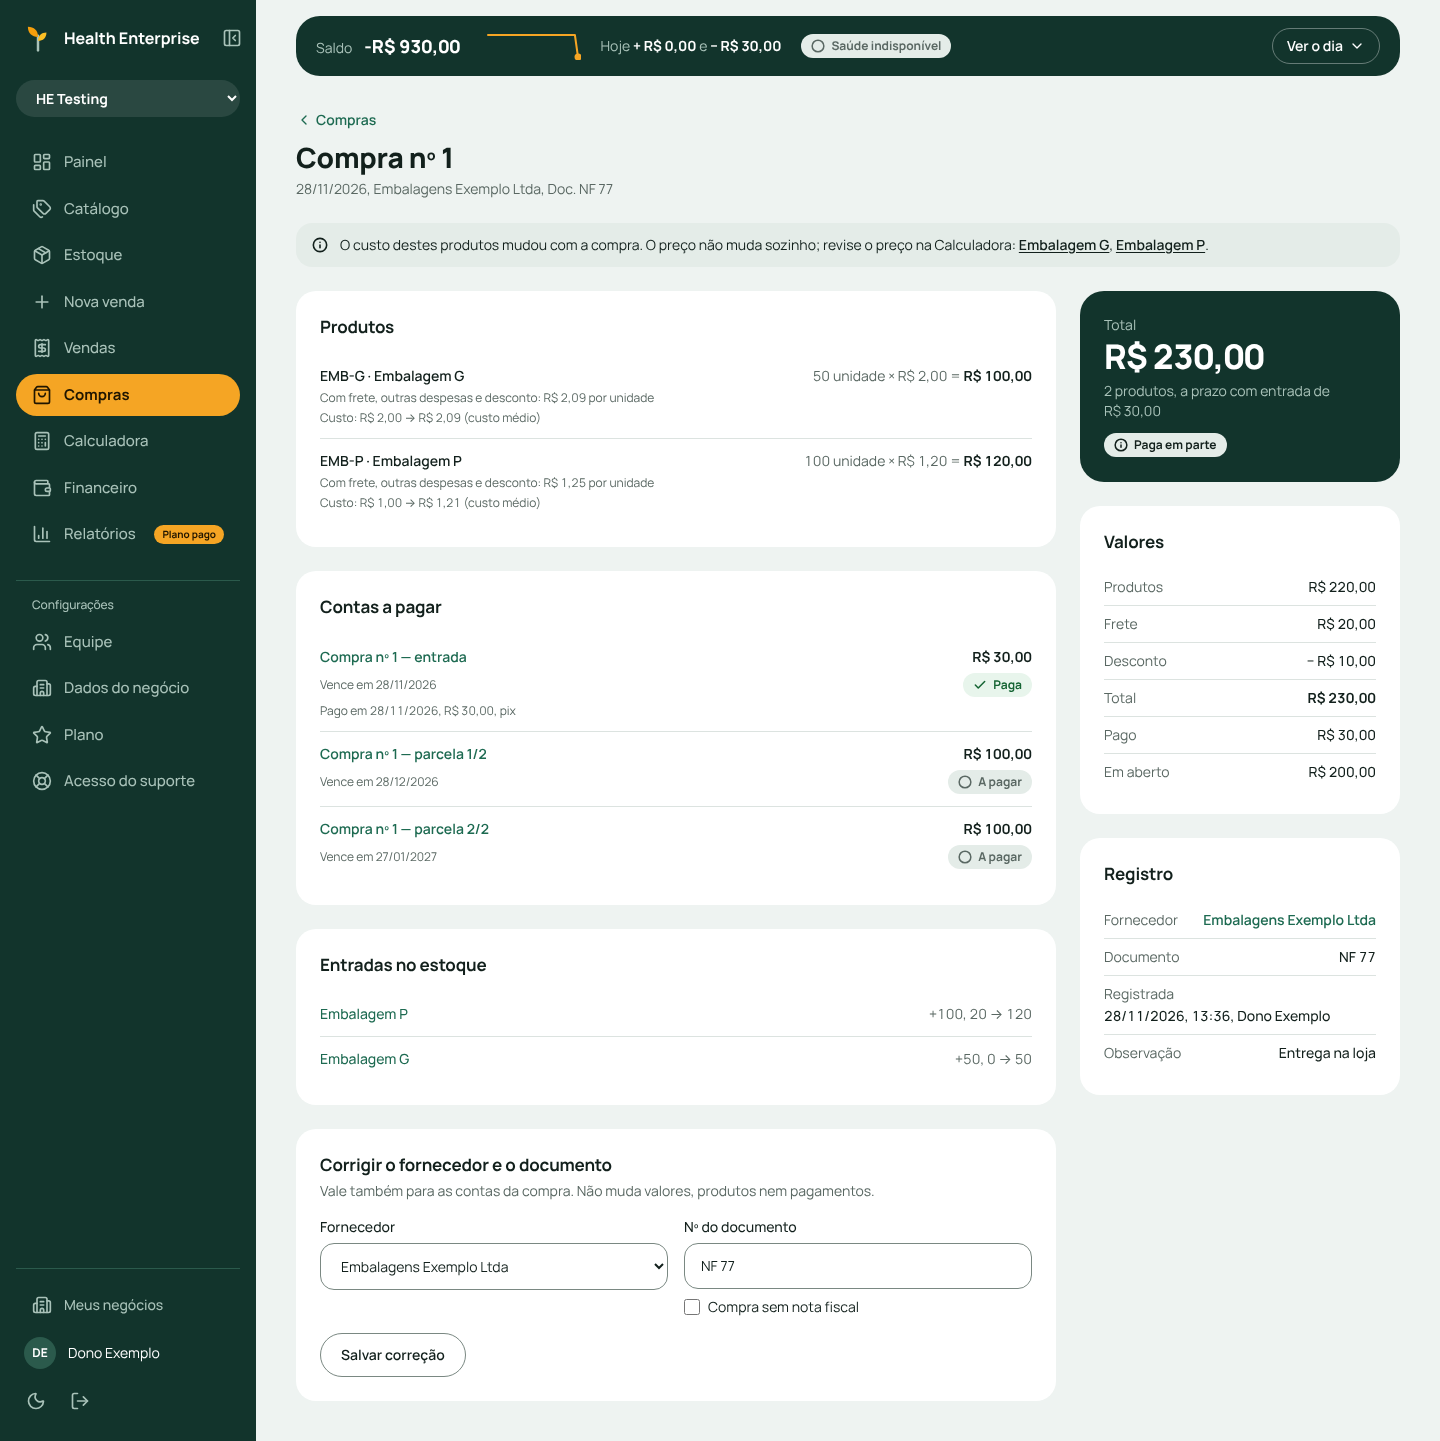 Health Enterprise
HE Testing
Painel
Catálogo
Estoque
Nova venda
Vendas
Compras
Calculadora
Financeiro
Relatórios Plano pago
Configurações
Equipe
Dados do negócio
Plano
Acesso do suporte
Meus negócios
DE Dono Exemplo
Saldo -R$ 930,00 Hoje + R$ 0,00 e − R$ 30,00 Saúde indisponível Ver o dia
Compras
Compra nº 1
28/11/2026, Embalagens Exemplo Ltda, Doc. NF 77
O custo destes produtos mudou com a compra. O preço não muda sozinho; revise o preço na Calculadora: Embalagem G, Embalagem P.
Produtos
EMB-G · Embalagem G 50 unidade × R$ 2,00 = R$ 100,00
Com frete, outras despesas e desconto: R$ 2,09 por unidade
Custo: R$ 2,00 → R$ 2,09 (custo médio)
EMB-P · Embalagem P 100 unidade × R$ 1,20 = R$ 120,00
Com frete, outras despesas e desconto: R$ 1,25 por unidade
Custo: R$ 1,00 → R$ 1,21 (custo médio)
Contas a pagar
Compra nº 1 — entrada R$ 30,00
Vence em 28/11/2026 Paga
Pago em 28/11/2026, R$ 30,00, pix
Compra nº 1 — parcela 1/2 R$ 100,00
Vence em 28/12/2026 A pagar
Compra nº 1 — parcela 2/2 R$ 100,00
Vence em 27/01/2027 A pagar
Entradas no estoque
Embalagem P +100, 20 → 120
Embalagem G +50, 0 → 50
Corrigir o fornecedor e o documento
Vale também para as contas da compra. Não muda valores, produtos nem pagamentos.
Fornecedor Nº do documento
Embalagens Exemplo Ltda NF 77
Compra sem nota fiscal
Salvar correção
Total
R$ 230,00
2 produtos, a prazo com entrada de
R$ 30,00
Paga em parte
Valores
Produtos R$ 220,00
Frete R$ 20,00
Desconto − R$ 10,00
Total R$ 230,00
Pago R$ 30,00
Em aberto R$ 200,00
Registro
Fornecedor Embalagens Exemplo Ltda
Documento NF 77
Registrada
28/11/2026, 13:36, Dono Exemplo
Observação Entrega na loja